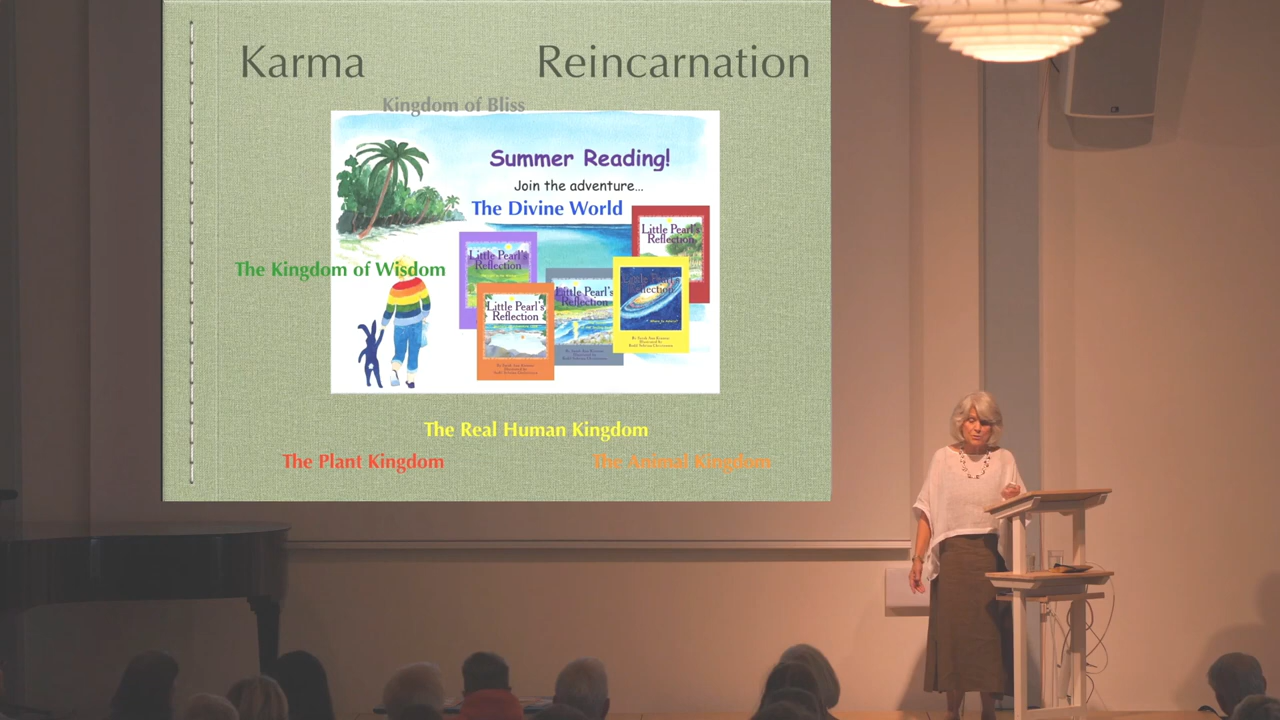 Karma
Reincarnation
Kingdom of Bliss
Summer Reading!
Join the adventure...
The Divine World
The Kingdom of Wisdom
Little Pearl's
Reflection
Little Pearl's
Reflection
Little Pearl's
Reflection
Little Pearl's
Reflection
Little Pearl's
Reflection
The Real Human Kingdom
The Plant Kingdom
The Animal Kingdom